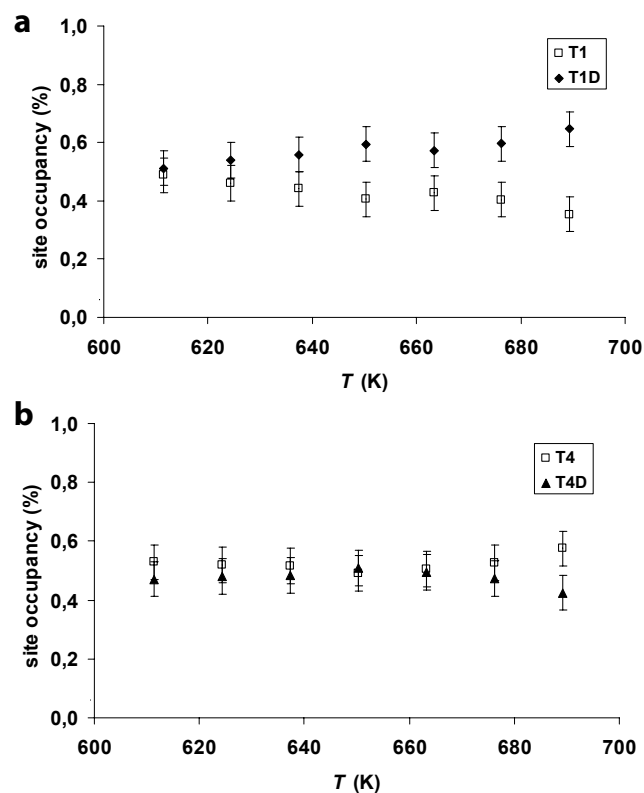 a
1,0
0,8
0,6
0,4
0,2
0,0
site occupancy (%)
600 620 640 660 680 700
T (K)
T1
T1D
b
1,0
0,8
0,6
0,4
0,2
0,0
site occupancy (%)
600 620 640 660 680 700
T (K)
T4
T4D